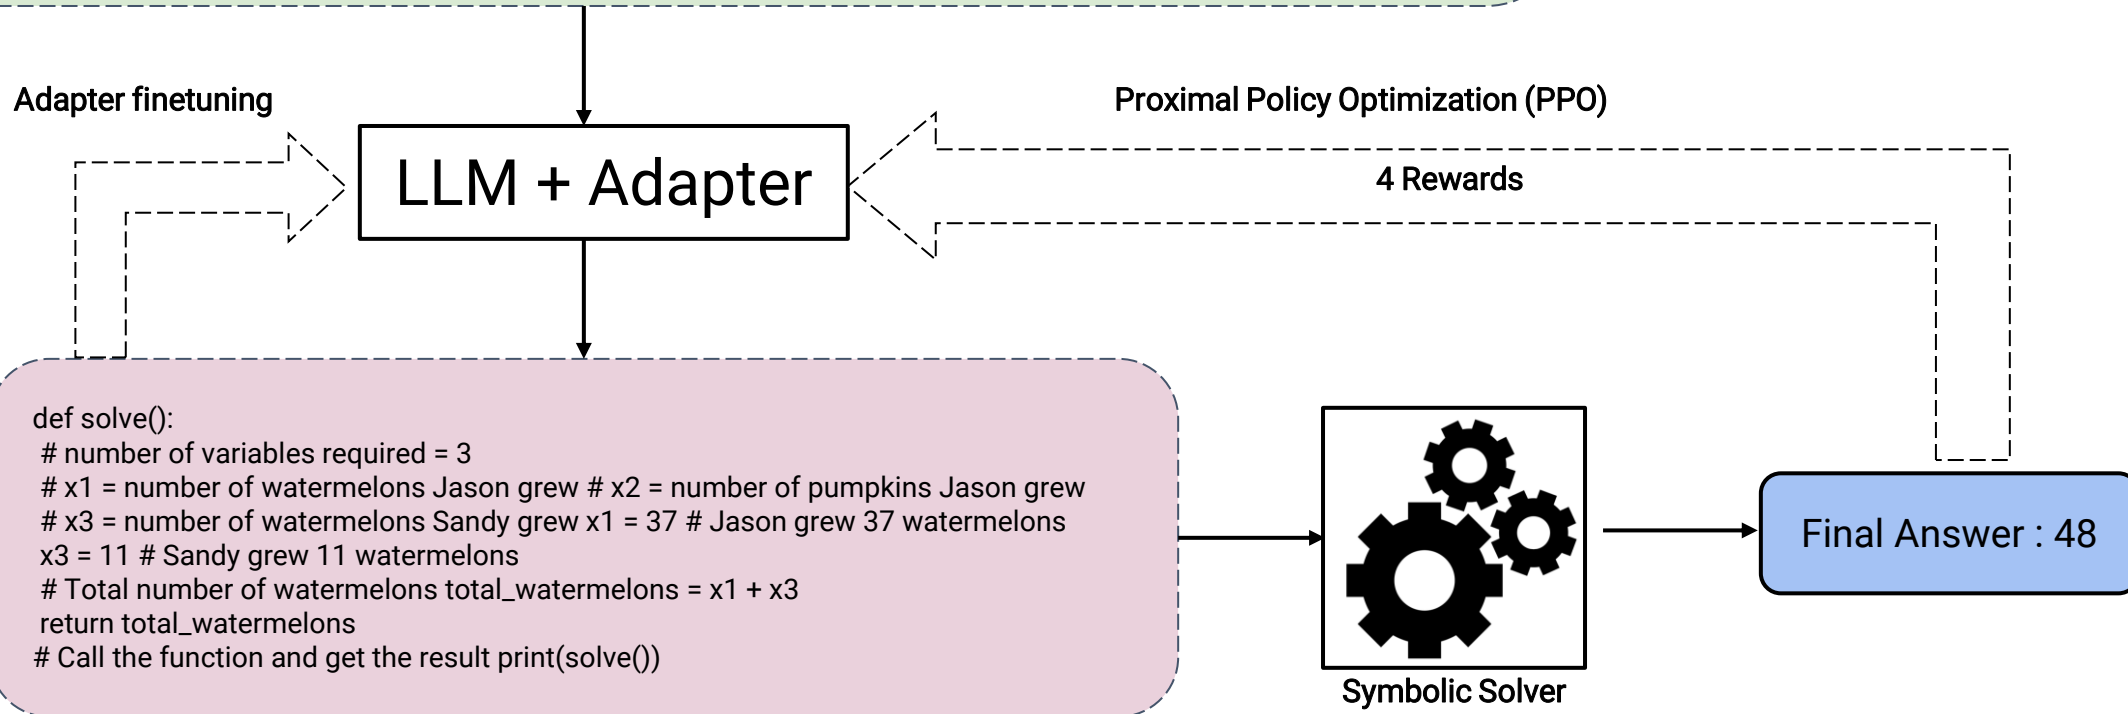 Adapter finetuning
Proximal Policy Optimization (PPO)
LLM + Adapter
4 Rewards
def solve():
# number of variables required = 3
# x1 = number of watermelons Jason grew # x2 = number of pumpkins Jason grew
# x3 = number of watermelons Sandy grew x1 = 37 # Jason grew 37 watermelons
x3 = 11 # Sandy grew 11 watermelons
# Total number of watermelons total_watermelons = x1 + x3
return total_watermelons
# Call the function and get the result print(solve())
Symbolic Solver
Final Answer : 48